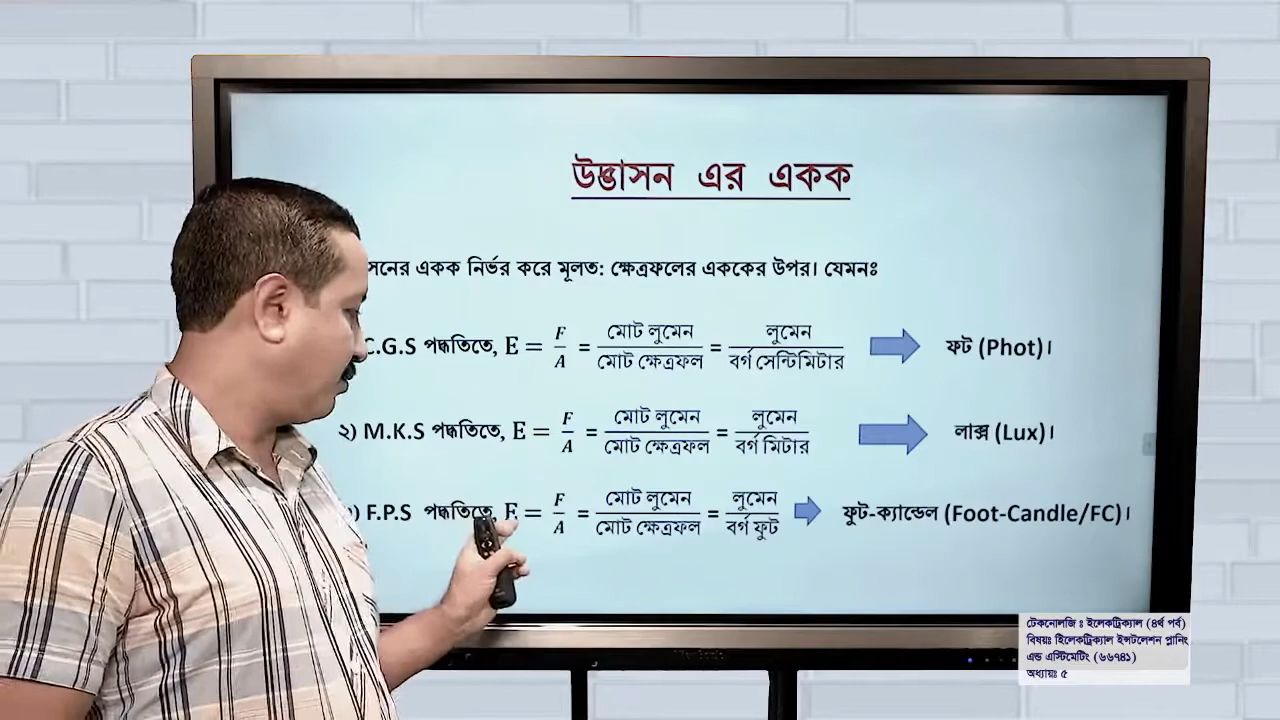 উদ্ভাসন এর একক
সনের একক নির্ভর করে মূলত: ক্ষেত্রফলের এককের উপর। যেমনঃ
C.G.S পদ্ধতিতে, E = F/A = মোট লুমেন/মোট ক্ষেত্রফল = লুমেন/বর্গ সেন্টিমিটার ফট (Phot)।
২) M.K.S পদ্ধতিতে, E = F/A = মোট লুমেন/মোট ক্ষেত্রফল = লুমেন/বর্গ মিটার লাক্স (Lux)।
) F.P.S পদ্ধতিতে, E = F/A = মোট লুমেন/মোট ক্ষেত্রফল = লুমেন/বর্গ ফুট ফুট-ক্যান্ডেল (Foot-Candle/FC)।
টেকনোলজি ঃ ইলেকট্রিক্যাল (৪র্থ পর্ব)
বিষয়ঃ ইলেকট্রিক্যাল ইন্সটলেশন প্লানিং
এন্ড এস্টিমেটিং (৬৬৭৪১)
অধ্যায়ঃ ৫